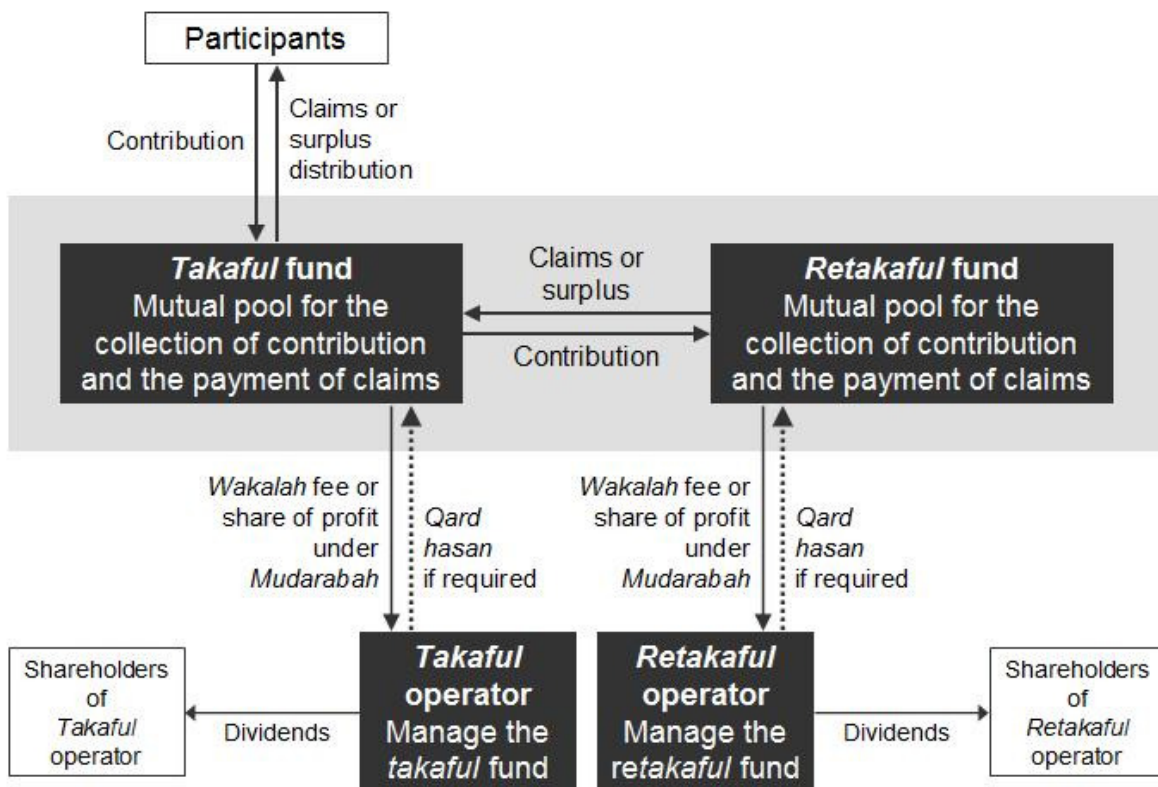 Participants
Contribution
Claims or
surplus
distribution
Takaful fund
Mutual pool for the
collection of contribution
and the payment of claims
Claims or
surplus
Contribution
Retakaful fund
Mutual pool for the
collection of contribution
and the payment of claims
Wakalah fee or
share of profit
under
Mudarabah
Qard
hasan
if required
Wakalah fee or
share of profit
under
Mudarabah
Qard
hasan
if required
Shareholders
of
Takaful
operator
Dividends
Takaful
operator
Manage the
takaful fund
Retakaful
operator
Manage the
retakaful fund
Dividends
Shareholders
of
Retakaful
operator